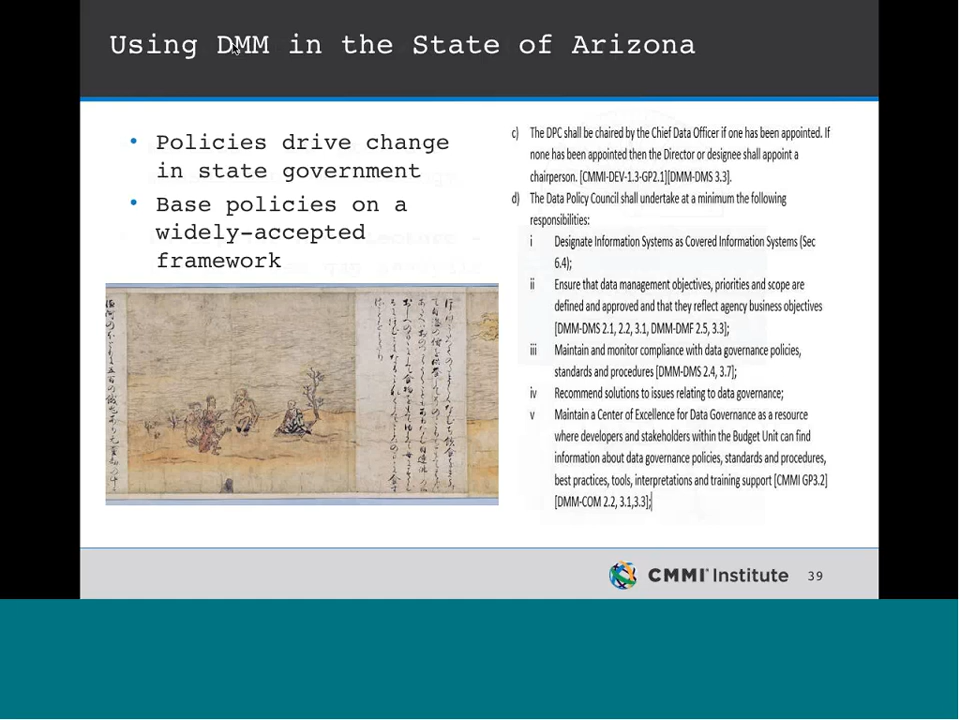 Using DMM in the State of Arizona
• Policies drive change
in state government
• Base policies on a
widely-accepted
framework
c) The DPC shall be chaired by the Chief Data Officer if one has been appointed. If
none has been appointed then the Director or designee shall appoint a
chairperson. [CMMI-DEV-1.3-GP2.1][DMM-DMS 3.3].
d) The Data Policy Council shall undertake at a minimum the following
responsibilities:
i Designate Information Systems as Covered Information Systems (Sec
6.4);
ii Ensure that data management objectives, priorities and scope are
defined and approved and that they reflect agency business objectives
[DMM-DMS 2.1, 2.2, 3.1, DMM-DMF 2.5, 3.3];
iii Maintain and monitor compliance with data governance policies,
standards and procedures [DMM-DMS 2.4, 3.7];
iv Recommend solutions to issues relating to data governance;
v Maintain a Center of Excellence for Data Governance as a resource
where developers and stakeholders within the Budget Unit can find
information about data governance policies, standards and procedures,
best practices, tools, interpretations and training support [CMMI GP3.2]
[DMM-COM 2.2, 3.1,3.3];
CMMI® Institute 39